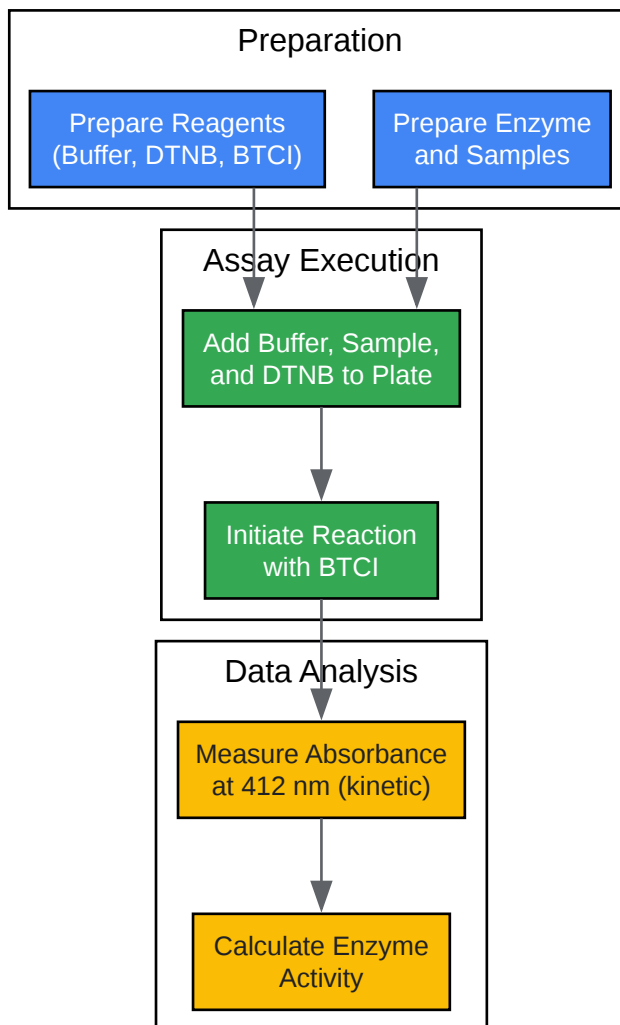 Preparation
Prepare Reagents
(Buffer, DTNB, BTCI)
Prepare Enzyme
and Samples
Assay Execution
Add Buffer, Sample,
and DTNB to Plate
Initiate Reaction
with BTCI
Data Analysis
Measure Absorbance
at 412 nm (kinetic)
Calculate Enzyme
Activity